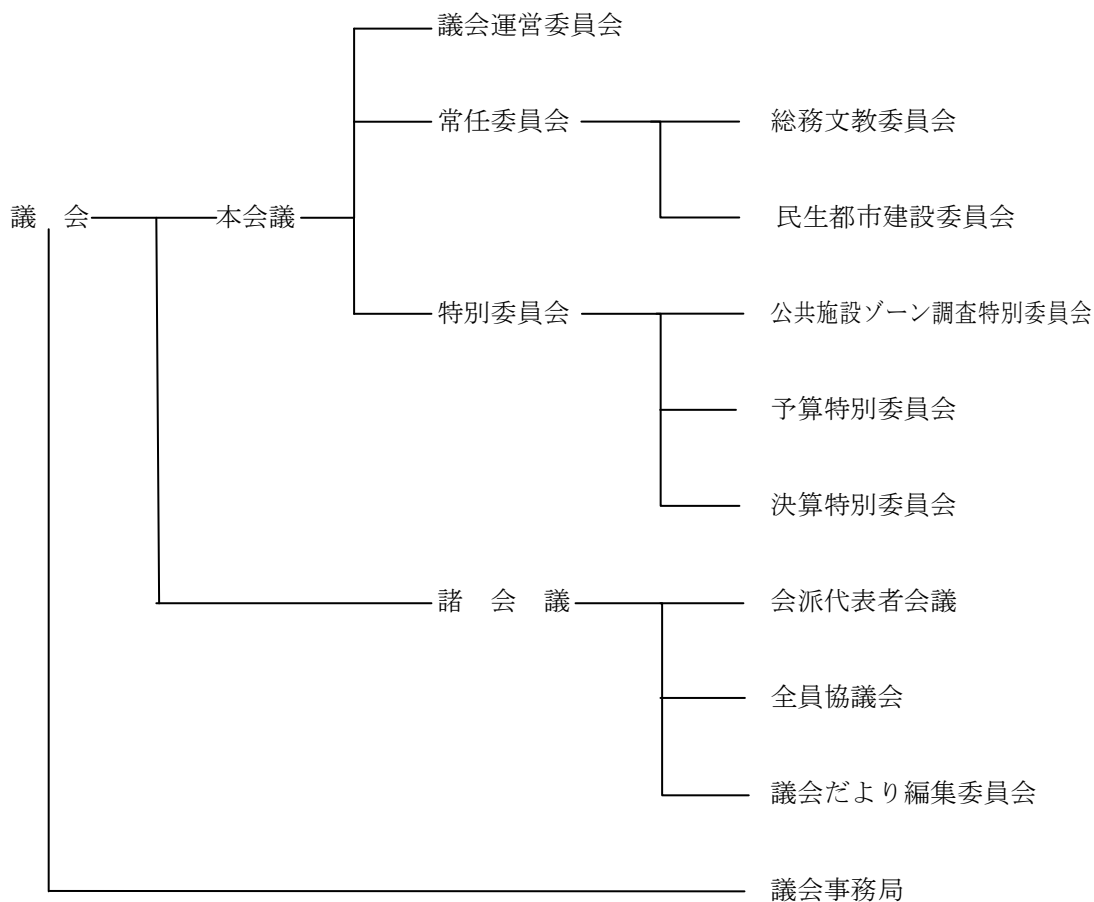 議会運営委員会
常任委員会 総務文教委員会
議　会 本会議 民生都市建設委員会
特別委員会 公共施設ゾーン調査特別委員会
予算特別委員会
決算特別委員会
諸　会　議 会派代表者会議
全員協議会
議会だより編集委員会
議会事務局